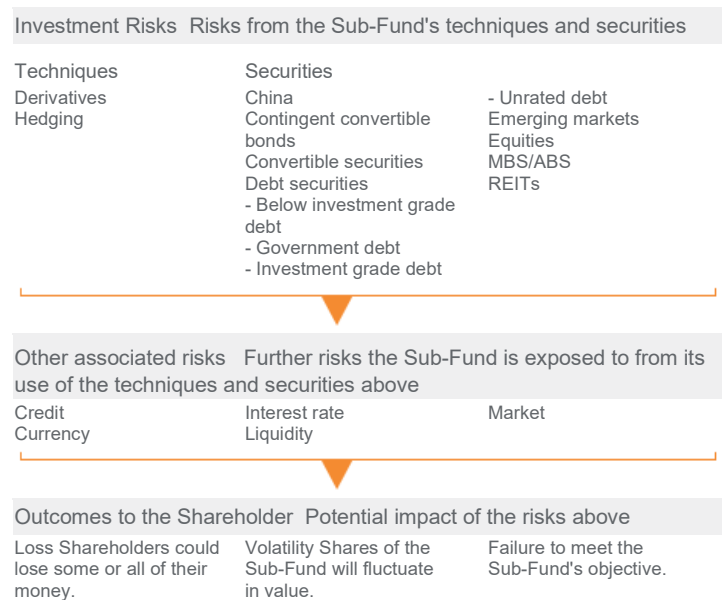 Investment Risks  Risks from the Sub-Fund's techniques and securities
Techniques
Derivatives
Hedging
Securities
China
Contingent convertible
bonds
Convertible securities
Debt securities
- Below investment grade
debt
- Government debt
- Investment grade debt
- Unrated debt
Emerging markets
Equities
MBS/ABS
REITs
Other associated risks  Further risks the Sub-Fund is exposed to from its
use of the techniques and securities above
Credit
Currency
Interest rate
Liquidity
Market
Outcomes to the Shareholder  Potential impact of the risks above
Loss Shareholders could
lose some or all of their
money.
Volatility Shares of the
Sub-Fund will fluctuate
in value.
Failure to meet the
Sub-Fund's objective.